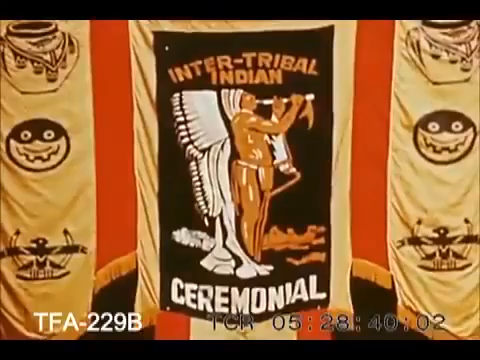 INTER-TRIBAL
INDIAN
CEREMONIAL
TFA-229B
TCR 05:28:40:02